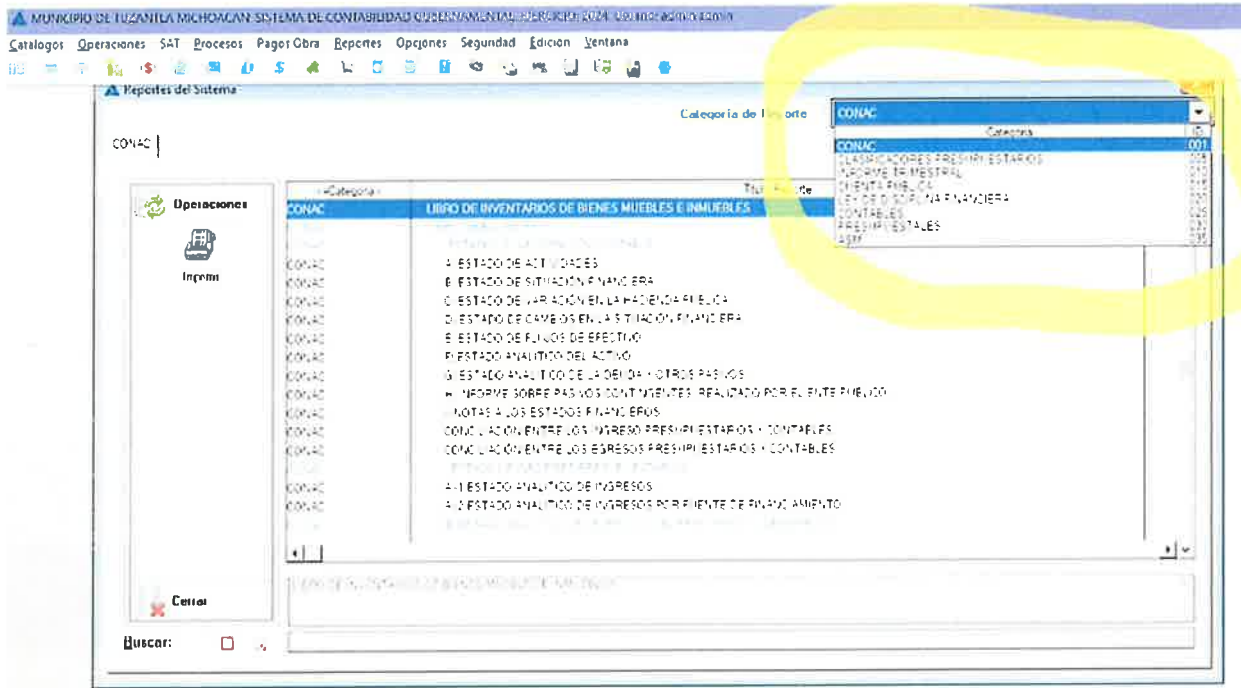 MUNICIPIO DE TUZANTLA MICHOACAN SISTEMA DE CONTABILIDAD GUBERNAMENTAL EJERCICIO: 2024 Usuario: admin admin
Catalogos Operaciones SAT Procesos Pagos Obra Reportes Opciones Seguridad Edicion Ventana
Reportes del Sistema
Categoria de Reporte CONAC
CONAC
Categoria ID
CONAC 001
CLASIFICADORES PRESUPUESTARIOS
INFORME TRIMESTRAL
CUENTA PUBLICA
LEY DE DISCIPLINA FINANCIERA
CONTABLES
PRESUPUESTALES
ASM
Operaciones
Imprimir
Cerrar
Categoria
CONAC LIBRO DE INVENTARIOS DE BIENES MUEBLES E INMUEBLES
CONAC A ESTADO DE ACTIVIDADES
CONAC B ESTADO DE SITUACION FINANCIERA
CONAC C ESTADO DE VARIACION EN LA HACIENDA PUBLICA
CONAC D ESTADO DE CAMBIOS EN LA SITUACION FINANCIERA
CONAC E ESTADO DE FLUJOS DE EFECTIVO
CONAC F ESTADO ANALITICO DEL ACTIVO
CONAC G ESTADO ANALITICO DE LA DEUDA Y OTROS PASIVOS
CONAC H INFORME SOBRE PASIVOS CONTINGENTES REALIZADO POR EL ENTE PUBLICO
CONAC NOTAS A LOS ESTADOS FINANCIEROS
CONAC CONCILIACION ENTRE LOS INGRESO PRESUPUESTARIOS Y CONTABLES
CONAC CONCILIACION ENTRE LOS EGRESOS PRESUPUESTARIOS Y CONTABLES
CONAC A-1 ESTADO ANALITICO DE INGRESOS
CONAC A-2 ESTADO ANALITICO DE INGRESOS POR FUENTE DE FINANCIAMIENTO
Buscar: